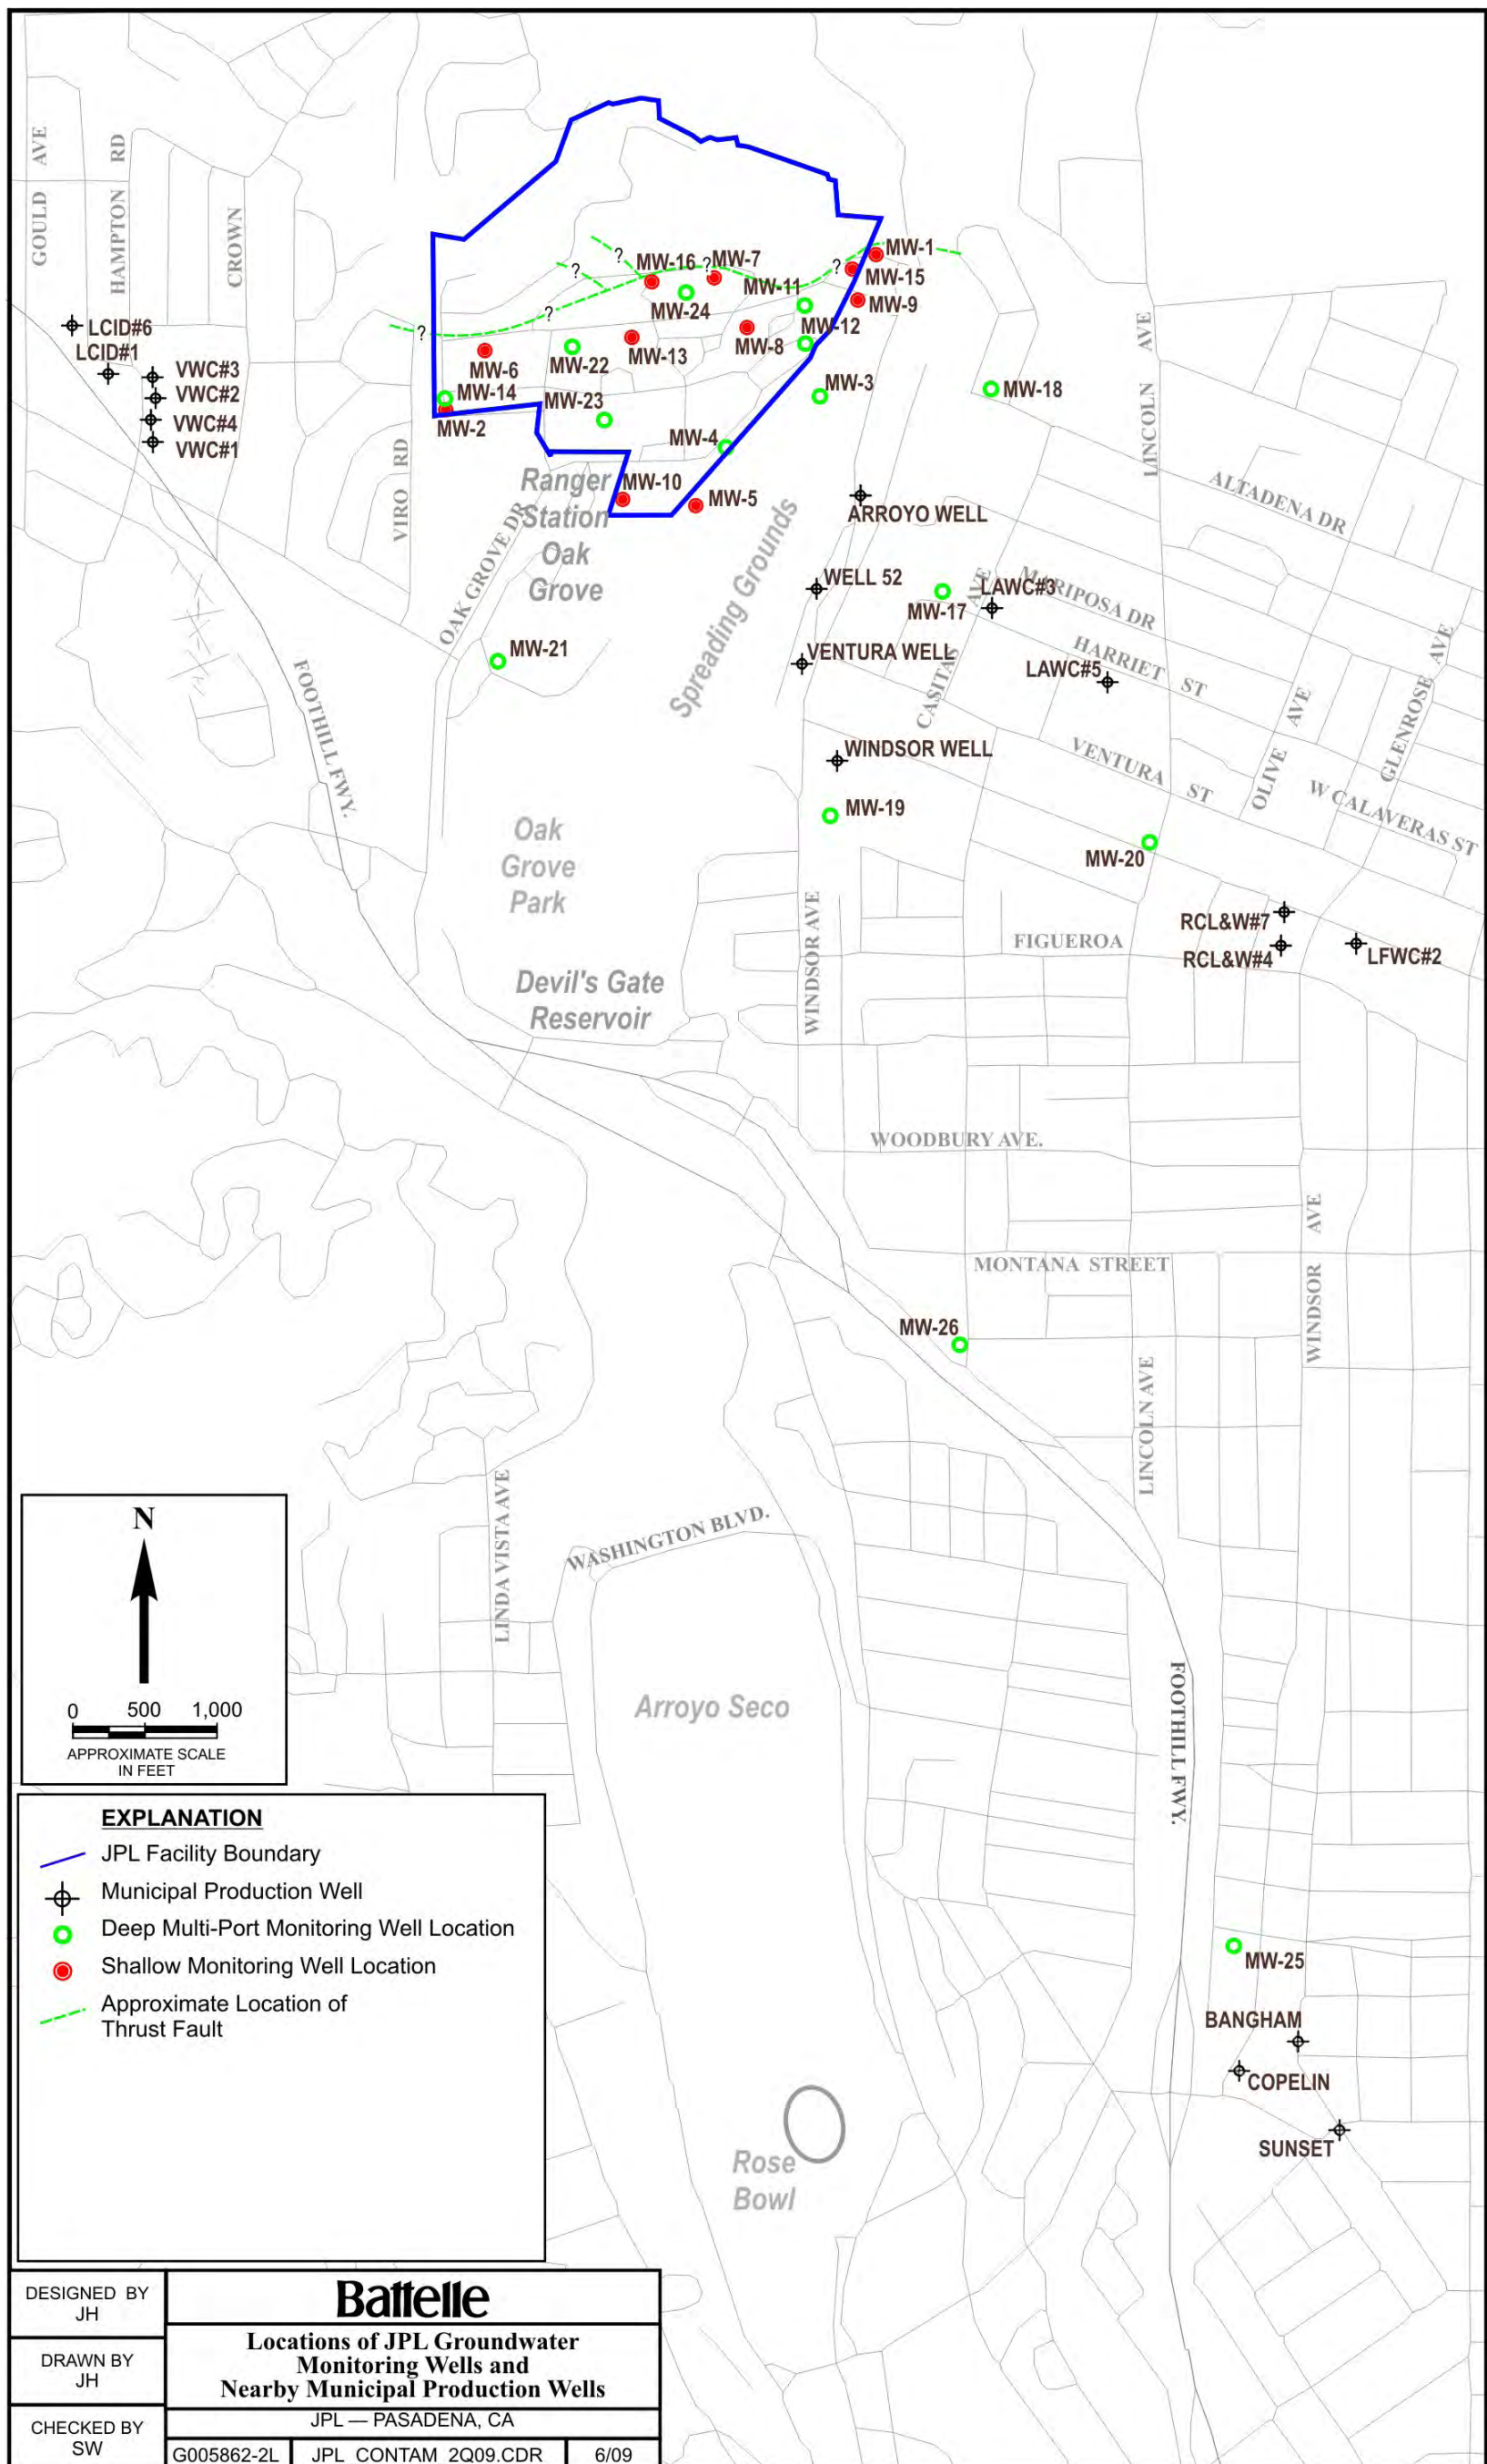 GOULD AVE
HAMPTON RD
CROWN
LCID#6
LCID#1
VWC#3
VWC#2
VWC#4
VWC#1
VIRO RD
?
?
?
?
?
?
MW-16
MW-7
MW-1
MW-15
MW-11
MW-9
MW-24
MW-12
MW-8
MW-13
MW-6
MW-22
MW-14
MW-23
MW-3
MW-18
MW-2
MW-4
MW-10
MW-5
LINCOLN AVE
ALTADENA DR
Ranger
Station
Oak
Grove
OAK GROVE DR
Spreading Grounds
ARROYO WELL
WELL 52
MW-17
LAWC#3
MARIPOSA DR
MW-21
VENTURA WELL
CASITAS AVE
LAWC#5
HARRIET ST
GLENROSE AVE
FOOTHILL FWY.
WINDSOR WELL
VENTURA ST
OLIVE AVE
W CALAVERAS ST
MW-19
Oak
Grove
Park
MW-20
WINDSOR AVE
RCL&W#7
FIGUEROA
RCL&W#4
LFWC#2
Devil's Gate
Reservoir
WOODBURY AVE.
WINDSOR AVE
MONTANA STREET
MW-26
LINCOLN AVE
LINDA VISTA AVE
WASHINGTON BLVD.
N
0 500 1,000
APPROXIMATE SCALE
IN FEET
Arroyo Seco
FOOTHILL FWY.
EXPLANATION
JPL Facility Boundary
Municipal Production Well
Deep Multi-Port Monitoring Well Location
Shallow Monitoring Well Location
Approximate Location of
Thrust Fault
MW-25
BANGHAM
COPELIN
SUNSET
Rose
Bowl
DESIGNED BY
JH
DRAWN BY
JH
CHECKED BY
SW
Battelle
Locations of JPL Groundwater
Monitoring Wells and
Nearby Municipal Production Wells
JPL — PASADENA, CA
G005862-2L
JPL_CONTAM_2Q09.CDR
6/09